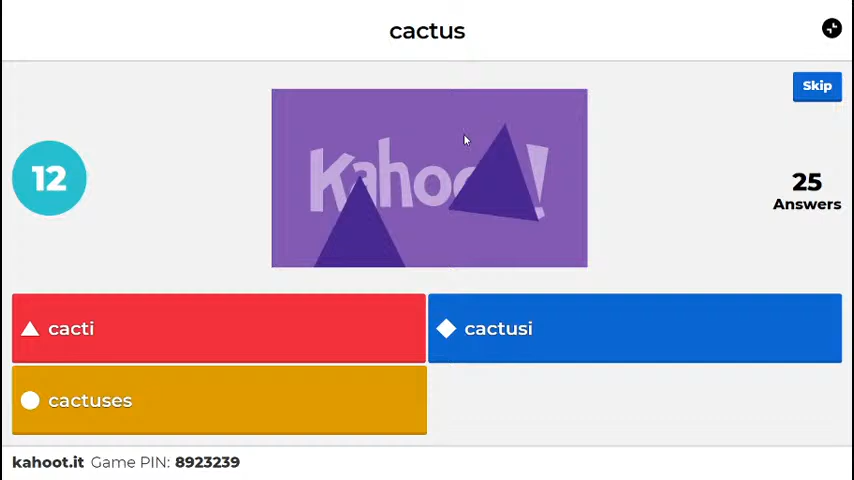 cactus
Skip
12
Kahoot!
25
Answers
cacti
cactusi
cactuses
kahoot.it Game PIN: 8923239